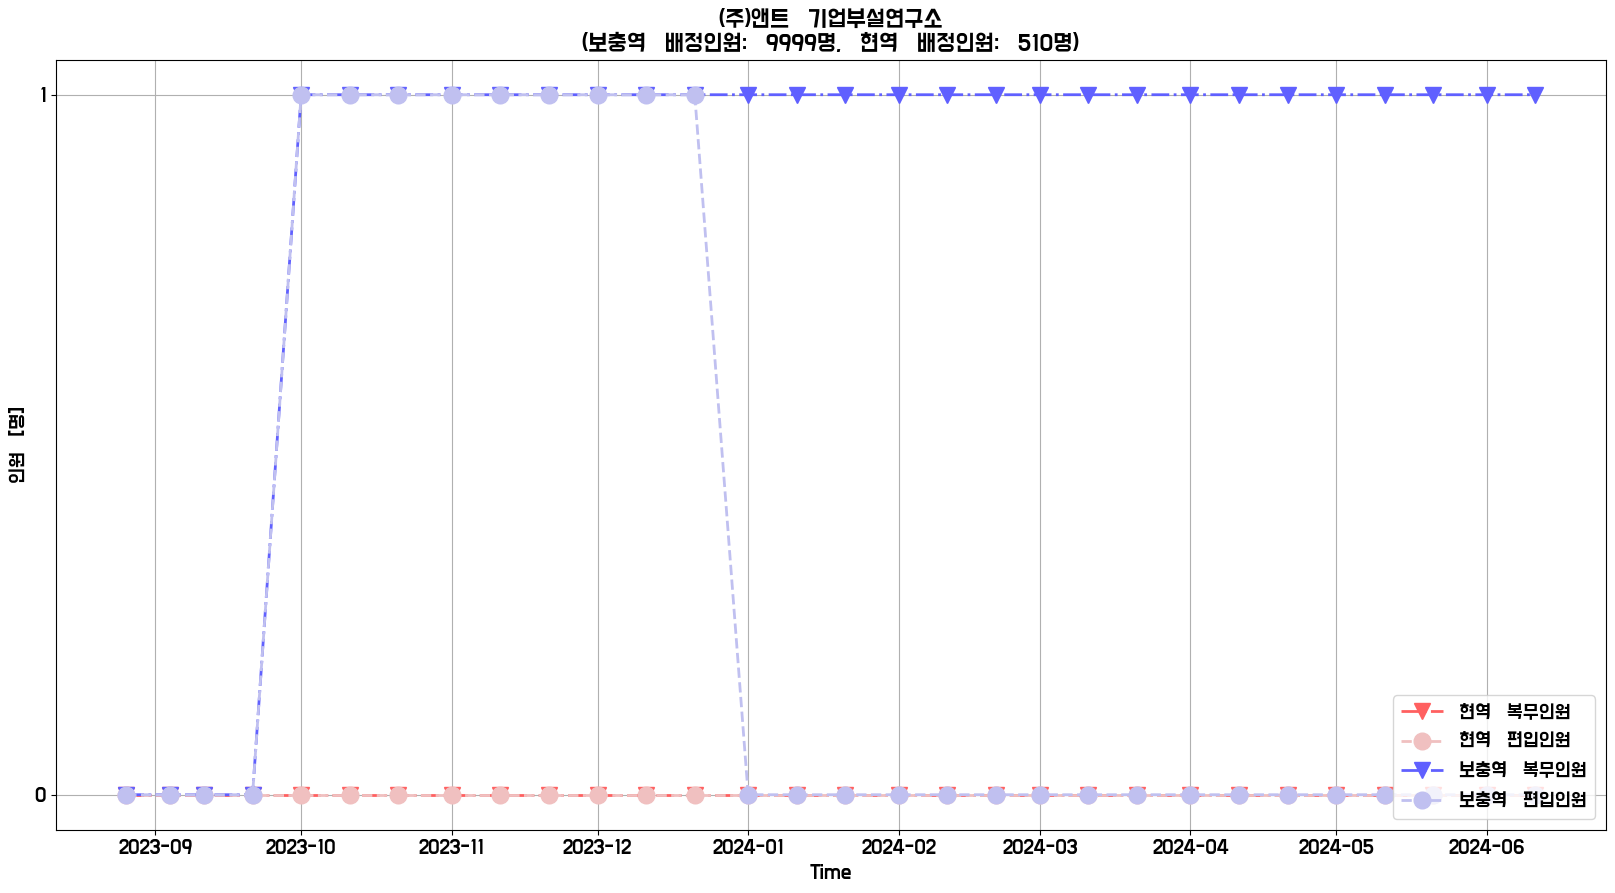 (주)앤트 기업부설연구소
(보충역 배정인원: 9999명, 현역 배정인원: 510명)
1
0
인원 [명]
2023-09 2023-10 2023-11 2023-12 2024-01 2024-02 2024-03 2024-04 2024-05 2024-06
Time
현역 복무인원
현역 편입인원
보충역 복무인원
보충역 편입인원